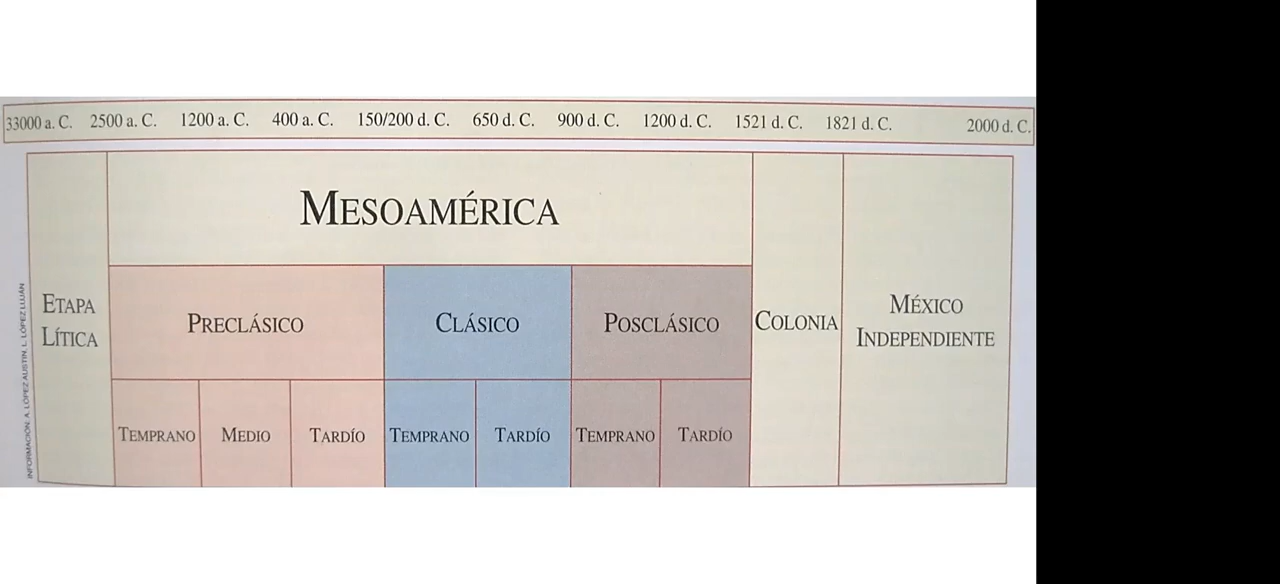 33000 a. C. 2500 a. C. 1200 a. C. 400 a. C. 150/200 d. C. 650 d. C. 900 d. C. 1200 d. C. 1521 d. C. 1821 d. C. 2000 d. C.
MESOAMÉRICA
ETAPA
LÍTICA
PRECLÁSICO
CLÁSICO
POSCLÁSICO
COLONIA
MÉXICO
INDEPENDIENTE
TEMPRANO
MEDIO
TARDÍO
TEMPRANO
TARDÍO
TEMPRANO
TARDÍO
INFORMACIÓN: A. LÓPEZ AUSTIN, L. LÓPEZ LUJÁN